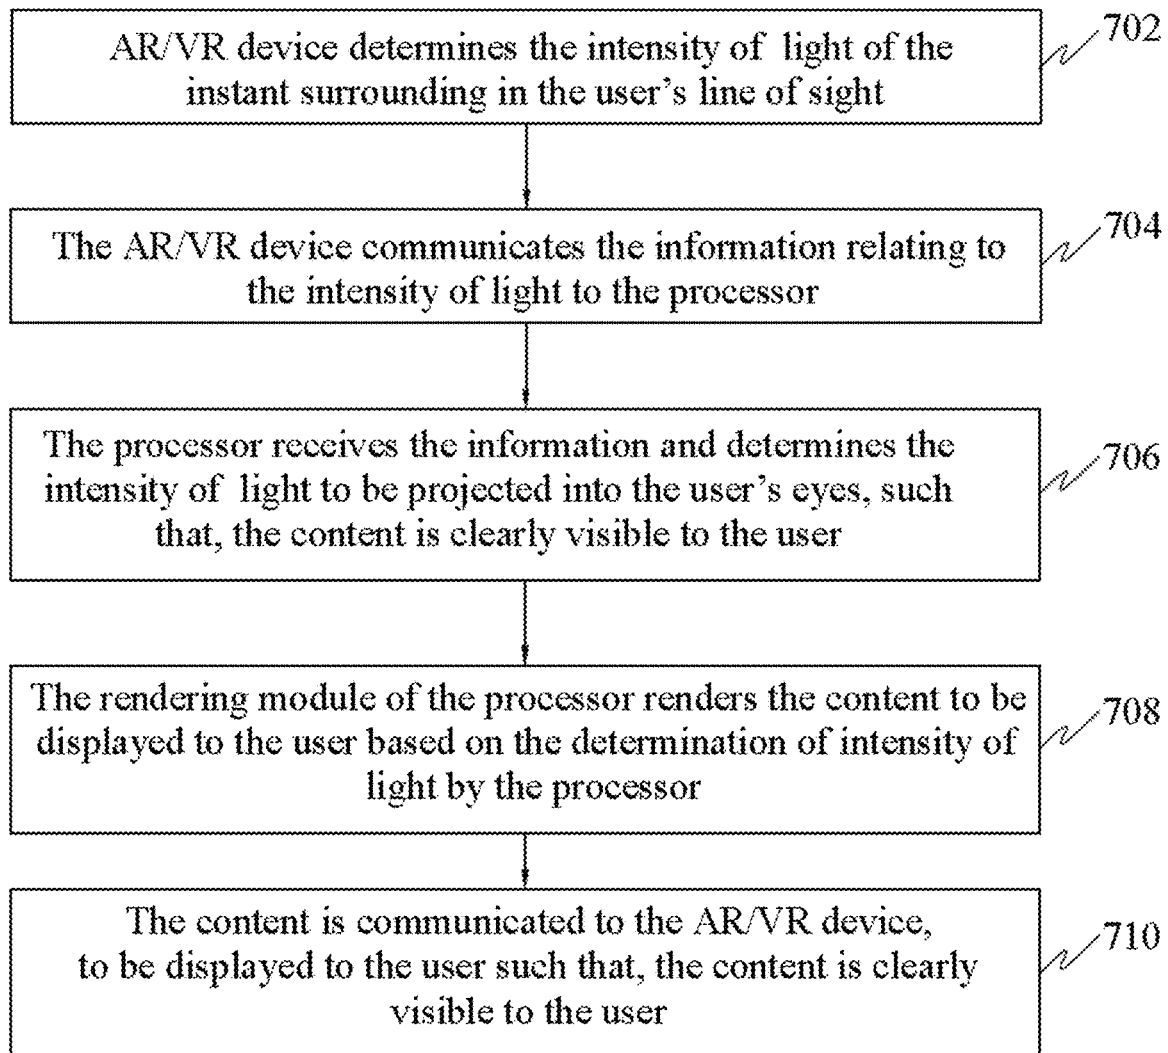 AR/VR device determines the intensity of light of the
instant surrounding in the user's line of sight
702
The AR/VR device communicates the information relating to
the intensity of light to the processor
704
The processor receives the information and determines the
intensity of light to be projected into the user's eyes, such
that, the content is clearly visible to the user
706
The rendering module of the processor renders the content to be
displayed to the user based on the determination of intensity of
light by the processor
708
The content is communicated to the AR/VR device,
to be displayed to the user such that, the content is clearly
visible to the user
710